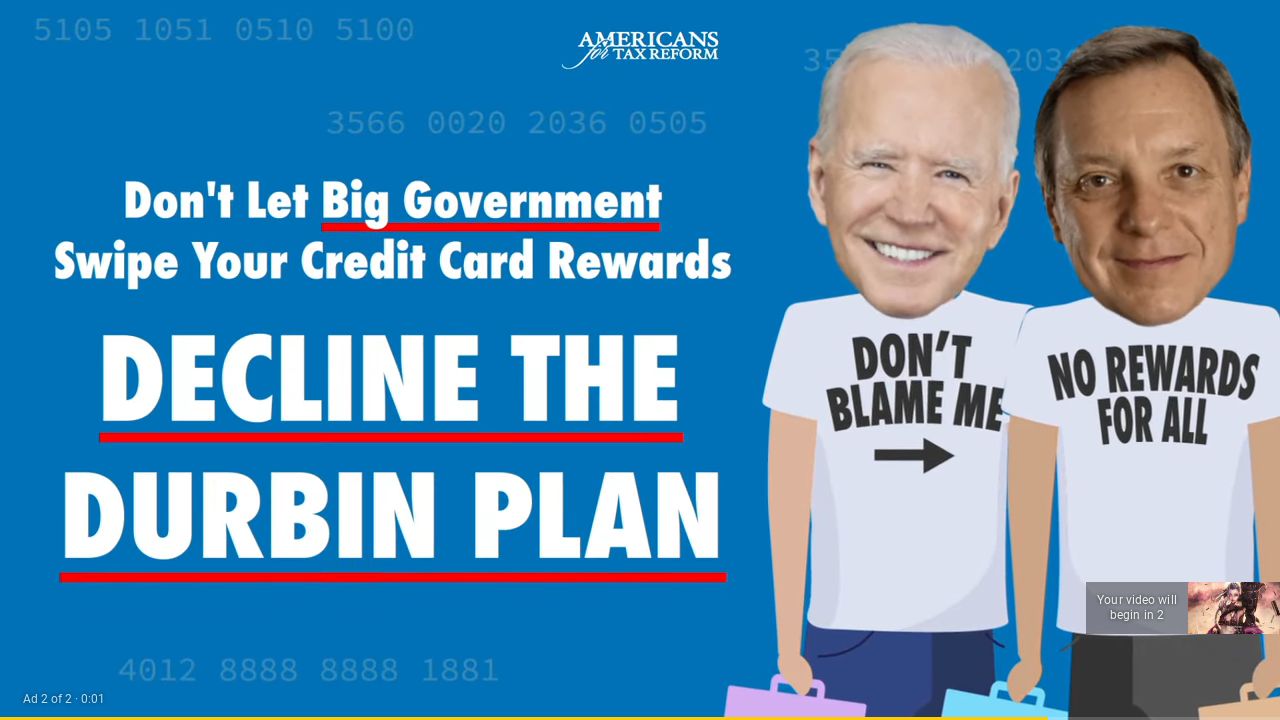 5105 1051 0510 5100
AMERICANS
for TAX REFORM
3566 0020 2036 0505
Don't Let Big Government
Swipe Your Credit Card Rewards
DECLINE THE
DURBIN PLAN
DON'T
BLAME ME
NO REWARDS
FOR ALL
Your video will
begin in 2
4012 8888 8888 1881
Ad 2 of 2 · 0:01